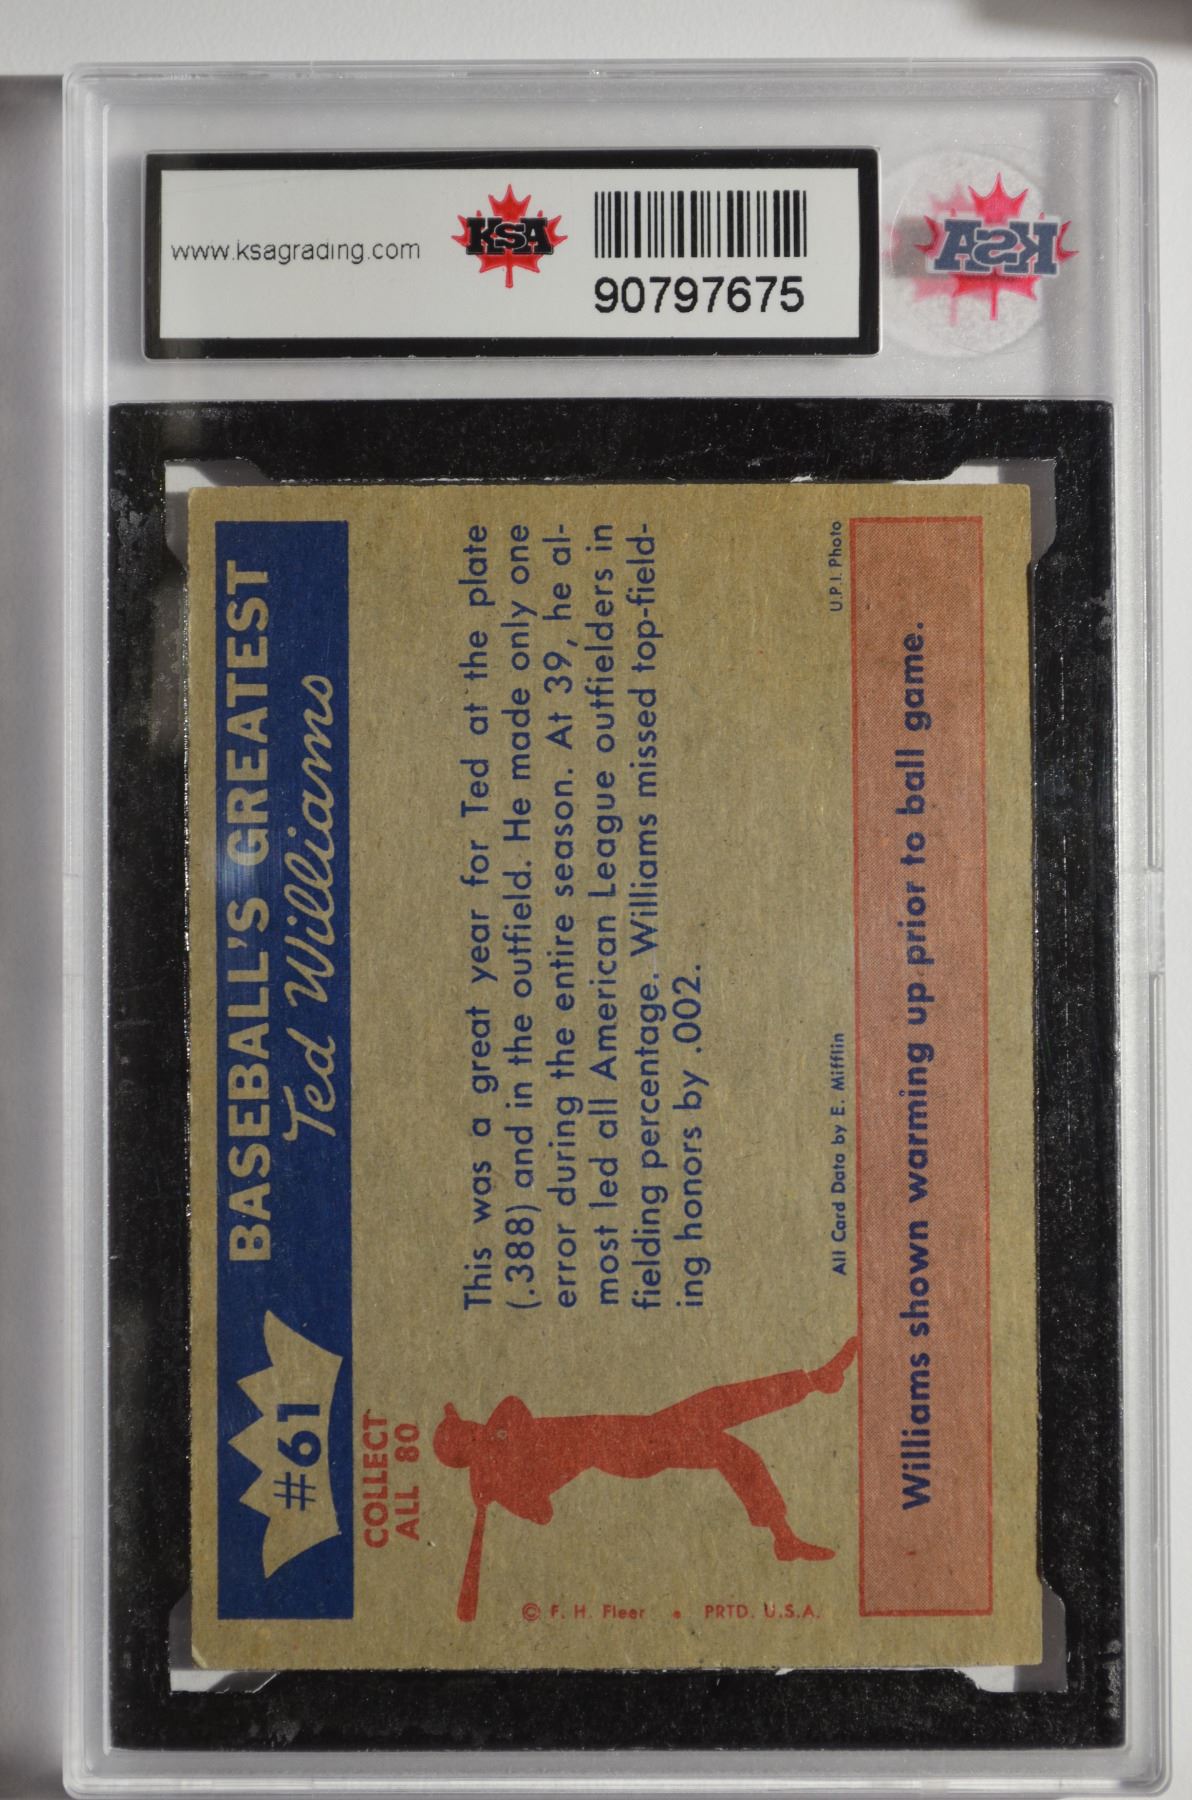 www.ksagrading.com
KSA
90797675
KSA
#61
BASEBALL'S GREATEST
Ted Williams
COLLECT
ALL 80
This was a great year for Ted at the plate
(.388) and in the outfield. He made only one
error during the entire season. At 39, he al-
most led all American League outfielders in
fielding percentage. Williams missed top-field-
ing honors by .002.
All Card Data by E. Mifflin
U.P.I. Photo
© F. H. Fleer • PRTD. U.S.A.
Williams shown warming up prior to ball game.